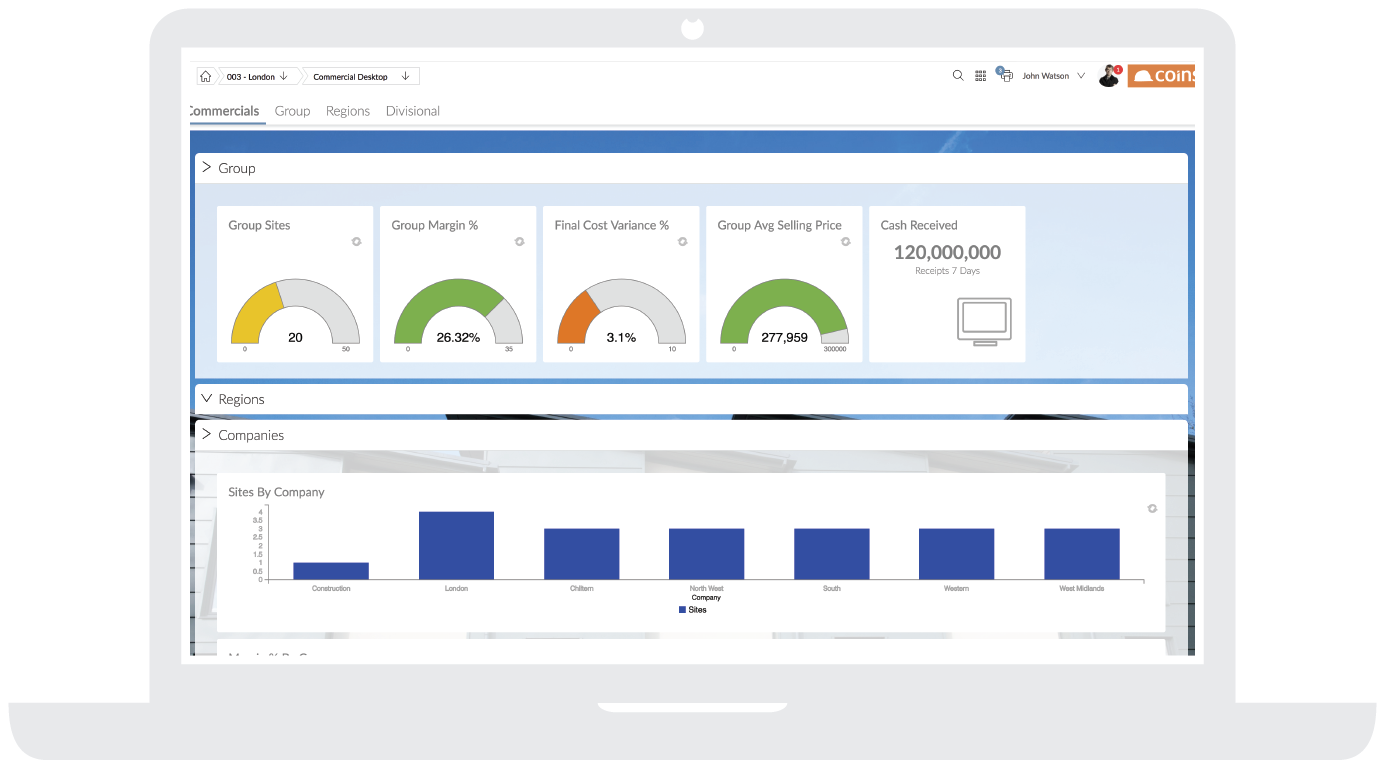 003 - London
Commercial Desktop
John Watson
1
coins
Commercials
Group
Regions
Divisional
Group
Group Sites
20
0
50
Group Margin %
26.32%
0
35
Final Cost Variance %
3.1%
0
10
Group Avg Selling Price
277,959
0
300000
Cash Received
120,000,000
Receipts 7 Days
Regions
Companies
Sites By Company
4
3.5
3
2.5
2
1.5
1
0.5
0
Construction
London
Chiltern
North West
South
Western
West Midlands
Company
Sites